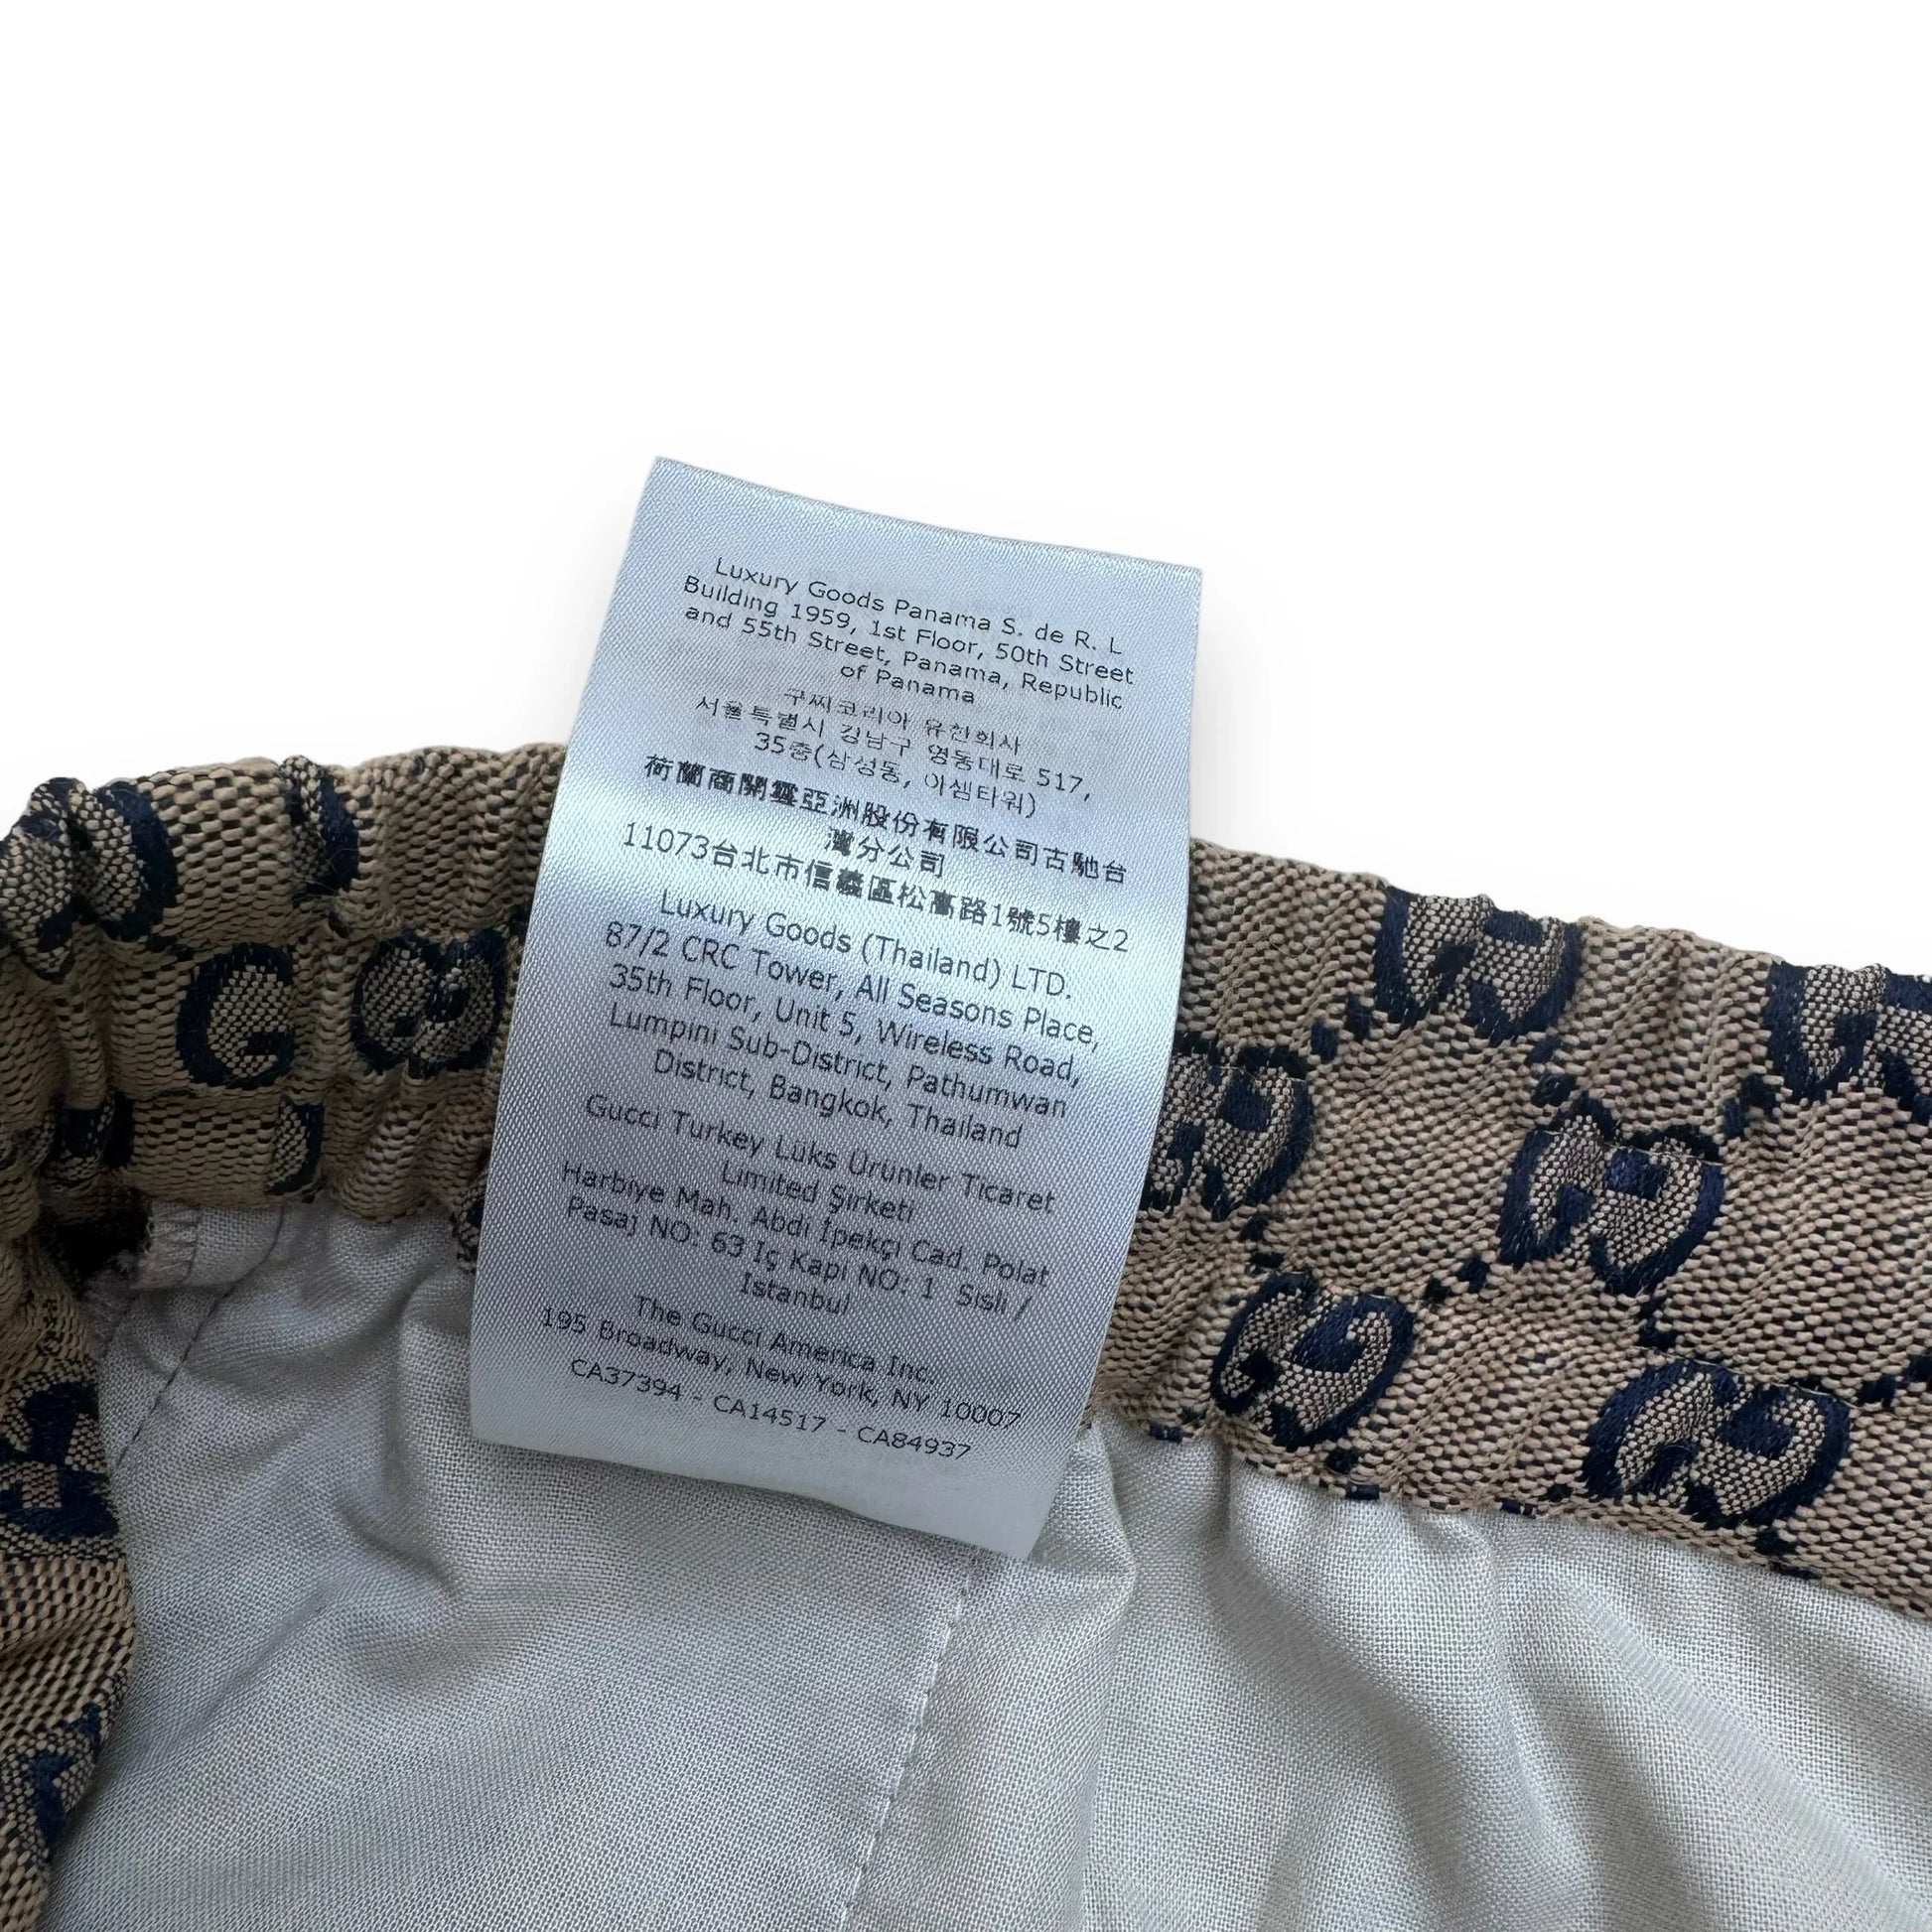 Luxury Goods Panama S. de R. L
Building 1959, 1st Floor, 50th Street
and 55th Street, Panama, Republic
of Panama
구찌코리아 유한회사
서울특별시 강남구 영동대로 517,
35층(삼성동, 아셈타워)
荷蘭商開雲亞洲股份有限公司古馳台
灣分公司
11073台北市信義區松高路1號5樓之2
Luxury Goods (Thailand) LTD.
87/2 CRC Tower, All Seasons Place,
35th Floor, Unit 5, Wireless Road,
Lumpini Sub-District, Pathumwan
District, Bangkok, Thailand
Gucci Turkey Lüks Ürünler Ticaret
Limited Şirketi
Harbiye Mah. Abdi İpekçi Cad. Polat
Pasaj NO: 63 Iç Kapi NO: 1 Sisli /
Istanbul
The Gucci America Inc.
195 Broadway, New York, NY 10007
CA37394 - CA14517 - CA84937